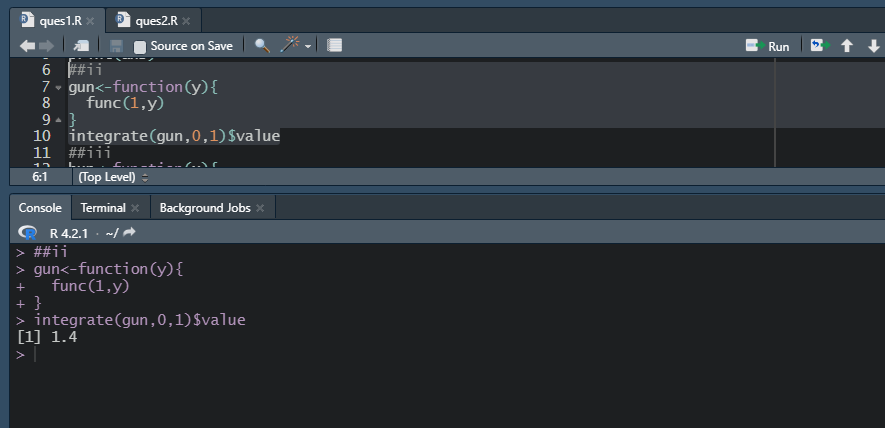 ques1.R ques2.R
Source on Save Run
6 ##ii
7 gun<-function(y){
8 func(1,y)
9 }
10 integrate(gun,0,1)$value
11 ##iii
6:1 (Top Level)
Console Terminal Background Jobs
R 4.2.1 · ~/
> ##ii
> gun<-function(y){
+ func(1,y)
+ }
> integrate(gun,0,1)$value
[1] 1.4
>